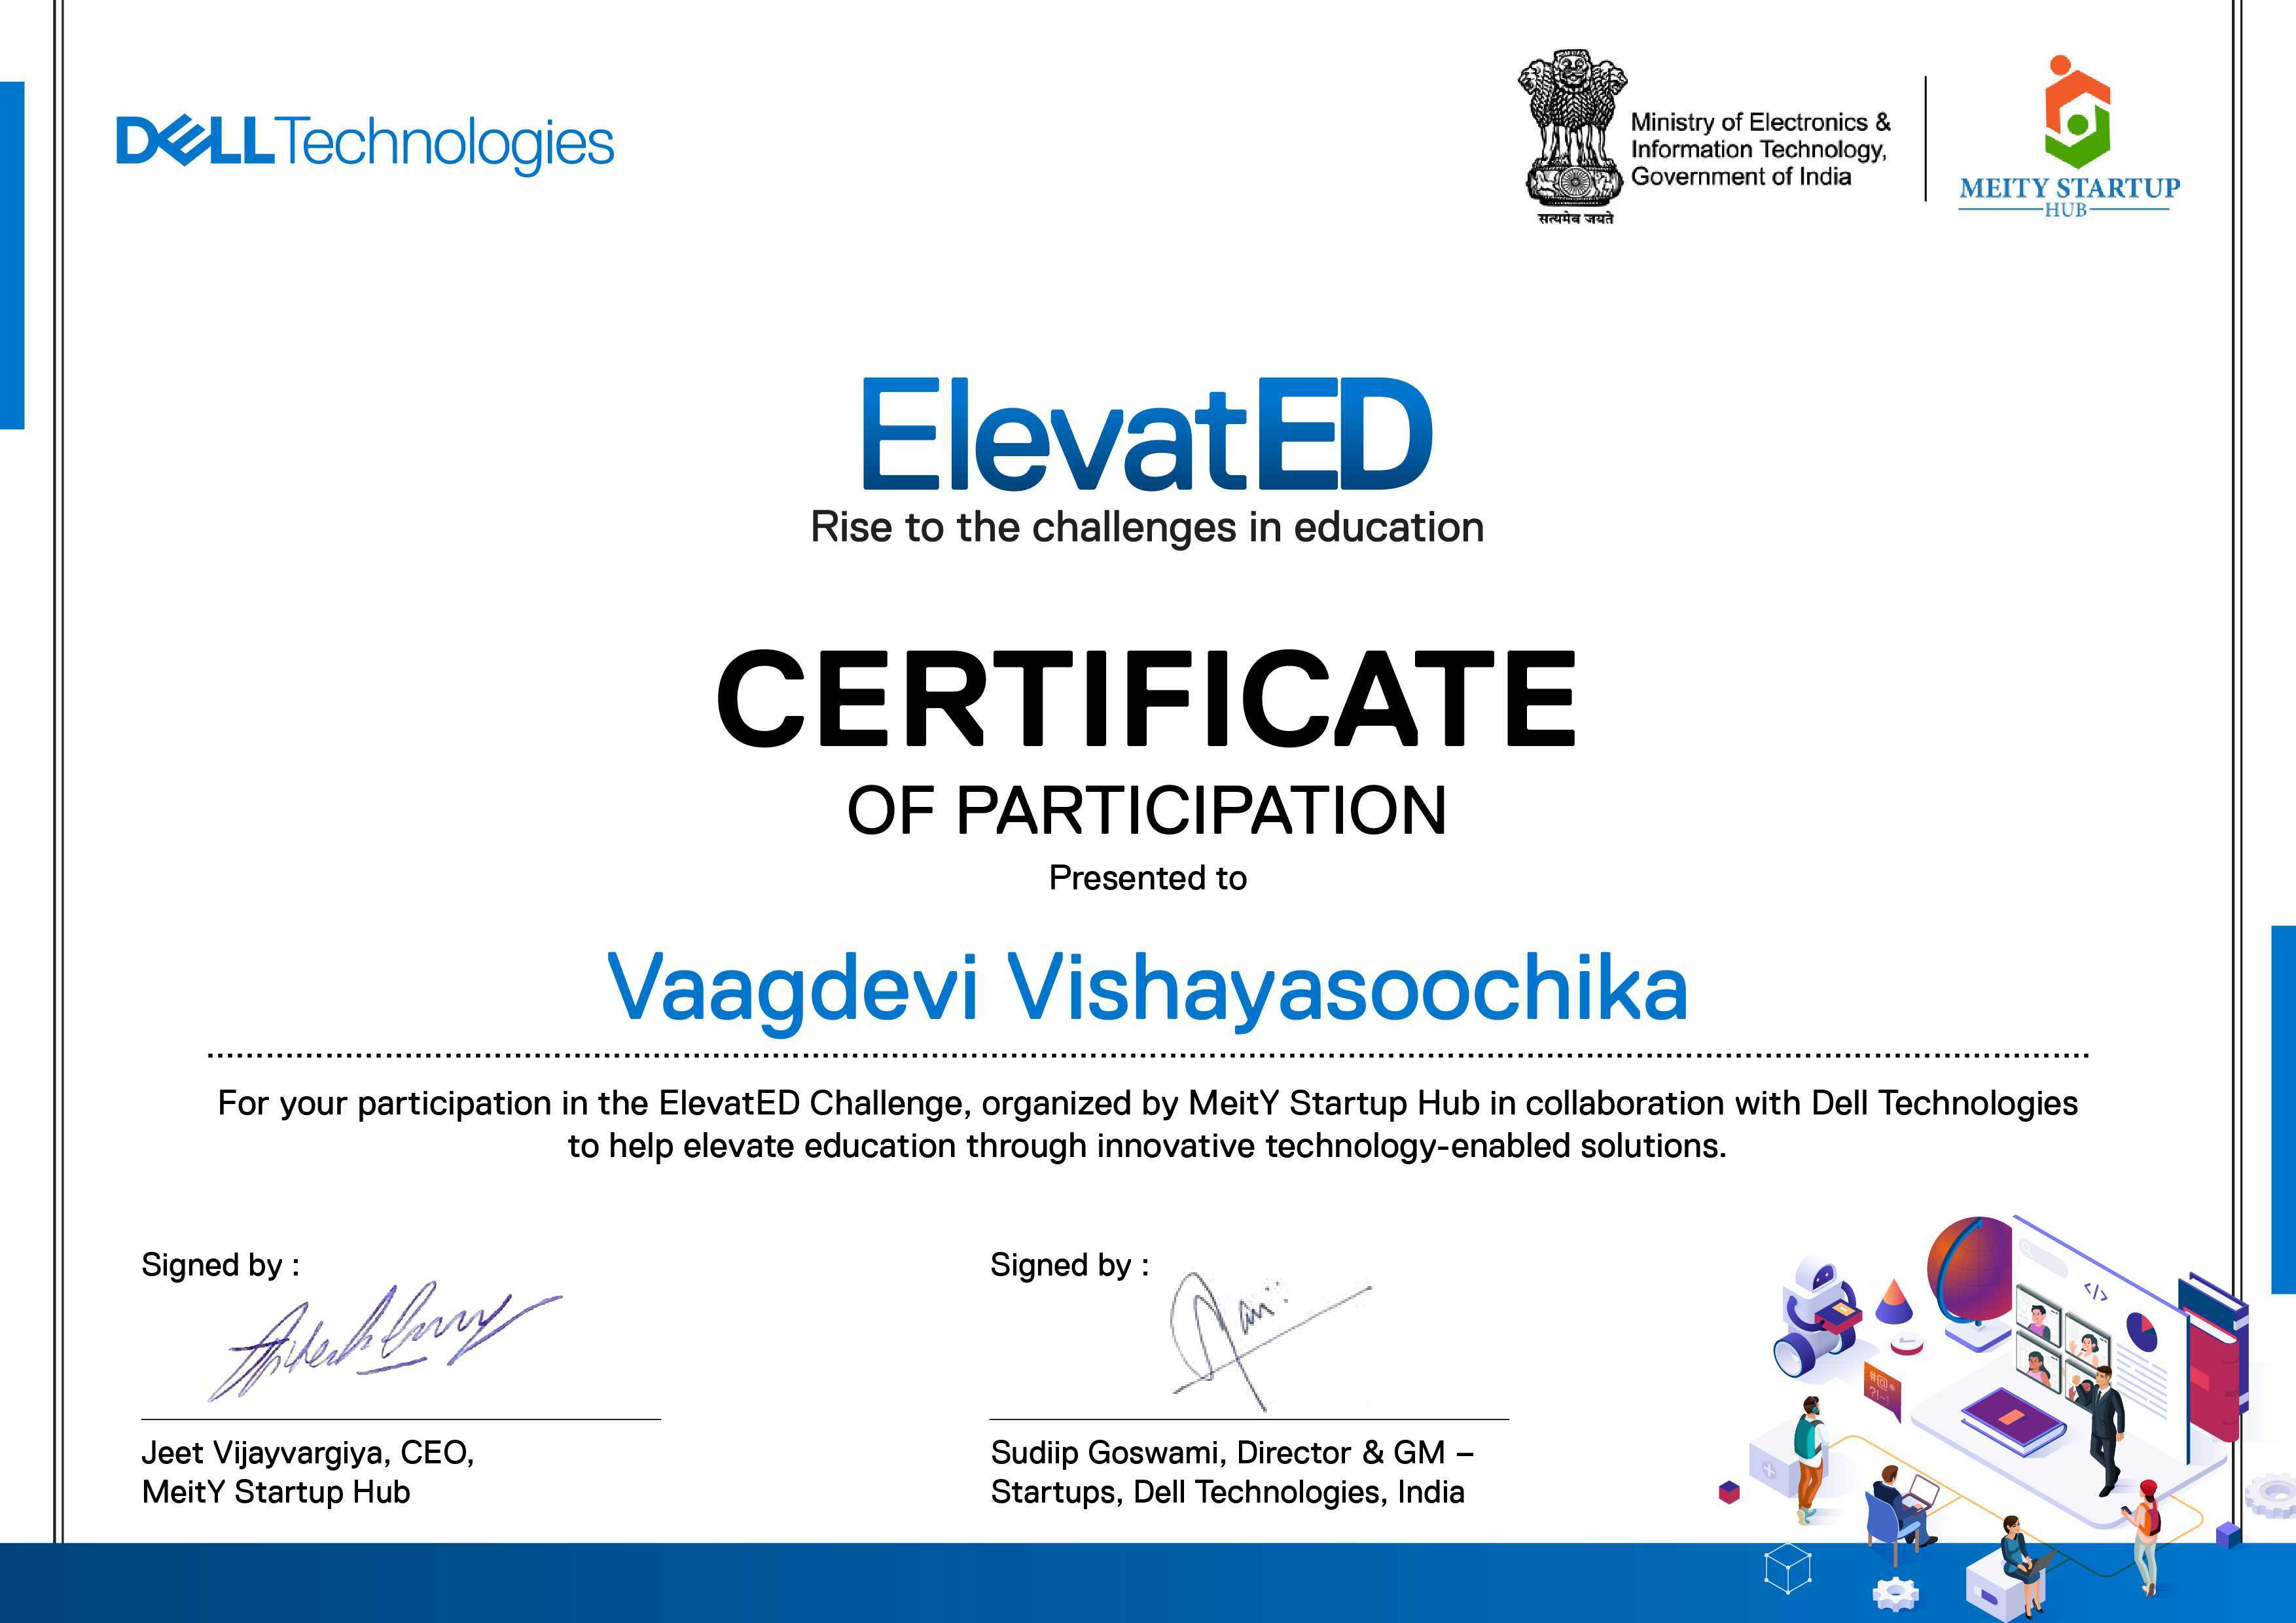 DELL Technologies
Ministry of Electronics &
Information Technology,
Government of India
सत्यमेव जयते
MEITY STARTUP
HUB
ElevatED
Rise to the challenges in education
CERTIFICATE
OF PARTICIPATION
Presented to
Vaagdevi Vishayasoochika
For your participation in the ElevatED Challenge, organized by MeitY Startup Hub in collaboration with Dell Technologies
to help elevate education through innovative technology-enabled solutions.
Signed by :
Jeet Vijayvargiya, CEO,
MeitY Startup Hub
Signed by :
Sudiip Goswami, Director & GM –
Startups, Dell Technologies, India